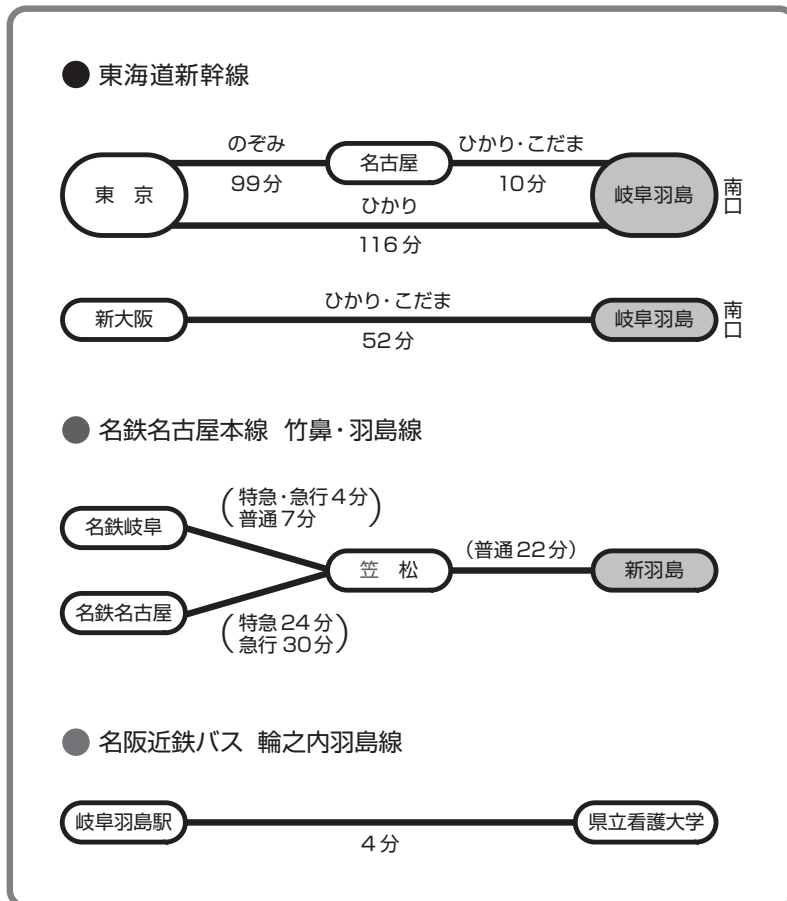 東海道新幹線
のぞみ
ひかり・こだま
東 京
名古屋
岐阜羽島
南口
99分
10分
ひかり
116分
ひかり・こだま
新大阪
岐阜羽島
南口
52分
名鉄名古屋本線 竹鼻・羽島線
(特急・急行4分
普通7分)
名鉄岐阜
(普通22分)
笠 松
新羽島
名鉄名古屋
(特急24分
急行30分)
名阪近鉄バス 輪之内羽島線
岐阜羽島駅
県立看護大学
4分